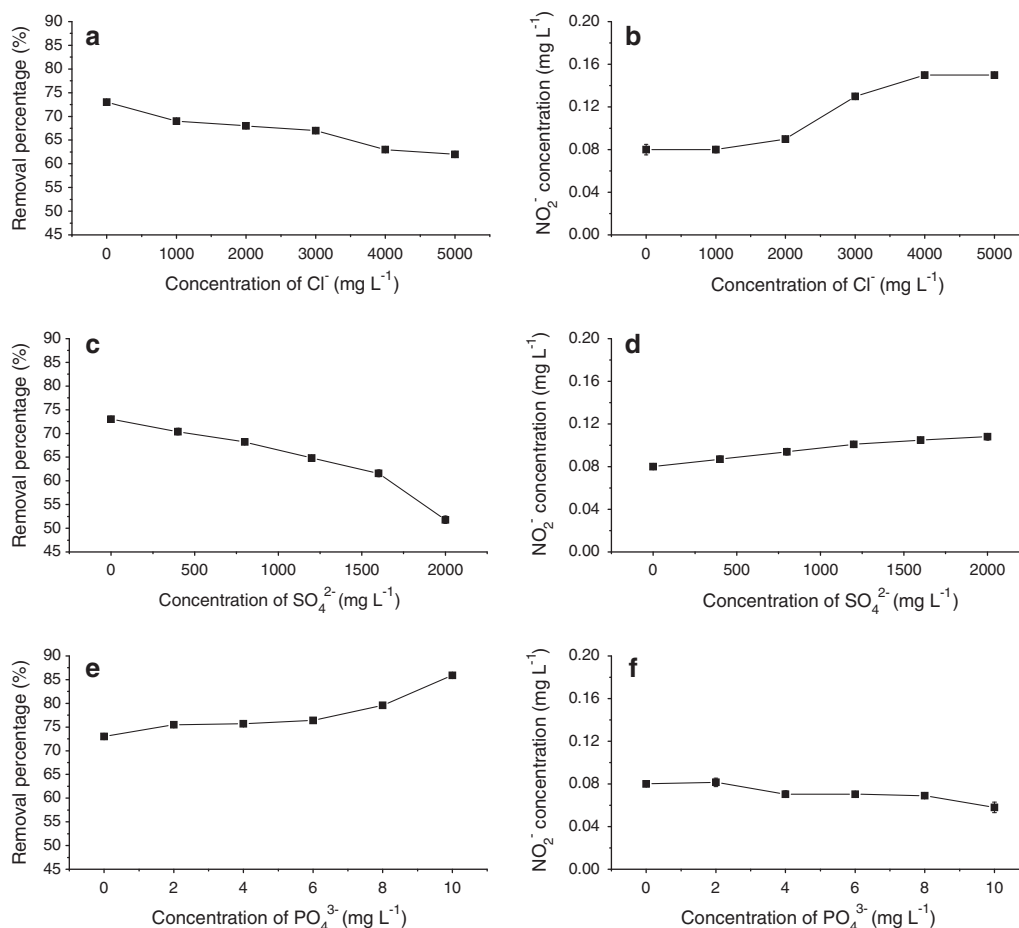 a
Removal percentage (%)
90
85
80
75
70
65
60
55
50
45
0 1000 2000 3000 4000 5000
Concentration of Cl⁻ (mg L⁻¹)
b
NO₂⁻ concentration (mg L⁻¹)
0.20
0.16
0.12
0.08
0.04
0.00
0 1000 2000 3000 4000 5000
Concentration of Cl⁻ (mg L⁻¹)
c
Removal percentage (%)
90
85
80
75
70
65
60
55
50
45
0 500 1000 1500 2000
Concentration of SO₄²⁻ (mg L⁻¹)
d
NO₂⁻ concentration (mg L⁻¹)
0.20
0.16
0.12
0.08
0.04
0.00
0 500 1000 1500 2000
Concentration of SO₄²⁻ (mg L⁻¹)
e
Removal percentage (%)
90
85
80
75
70
65
60
55
50
45
0 2 4 6 8 10
Concentration of PO₄³⁻ (mg L⁻¹)
f
NO₂⁻ concentration (mg L⁻¹)
0.20
0.16
0.12
0.08
0.04
0.00
0 2 4 6 8 10
Concentration of PO₄³⁻ (mg L⁻¹)